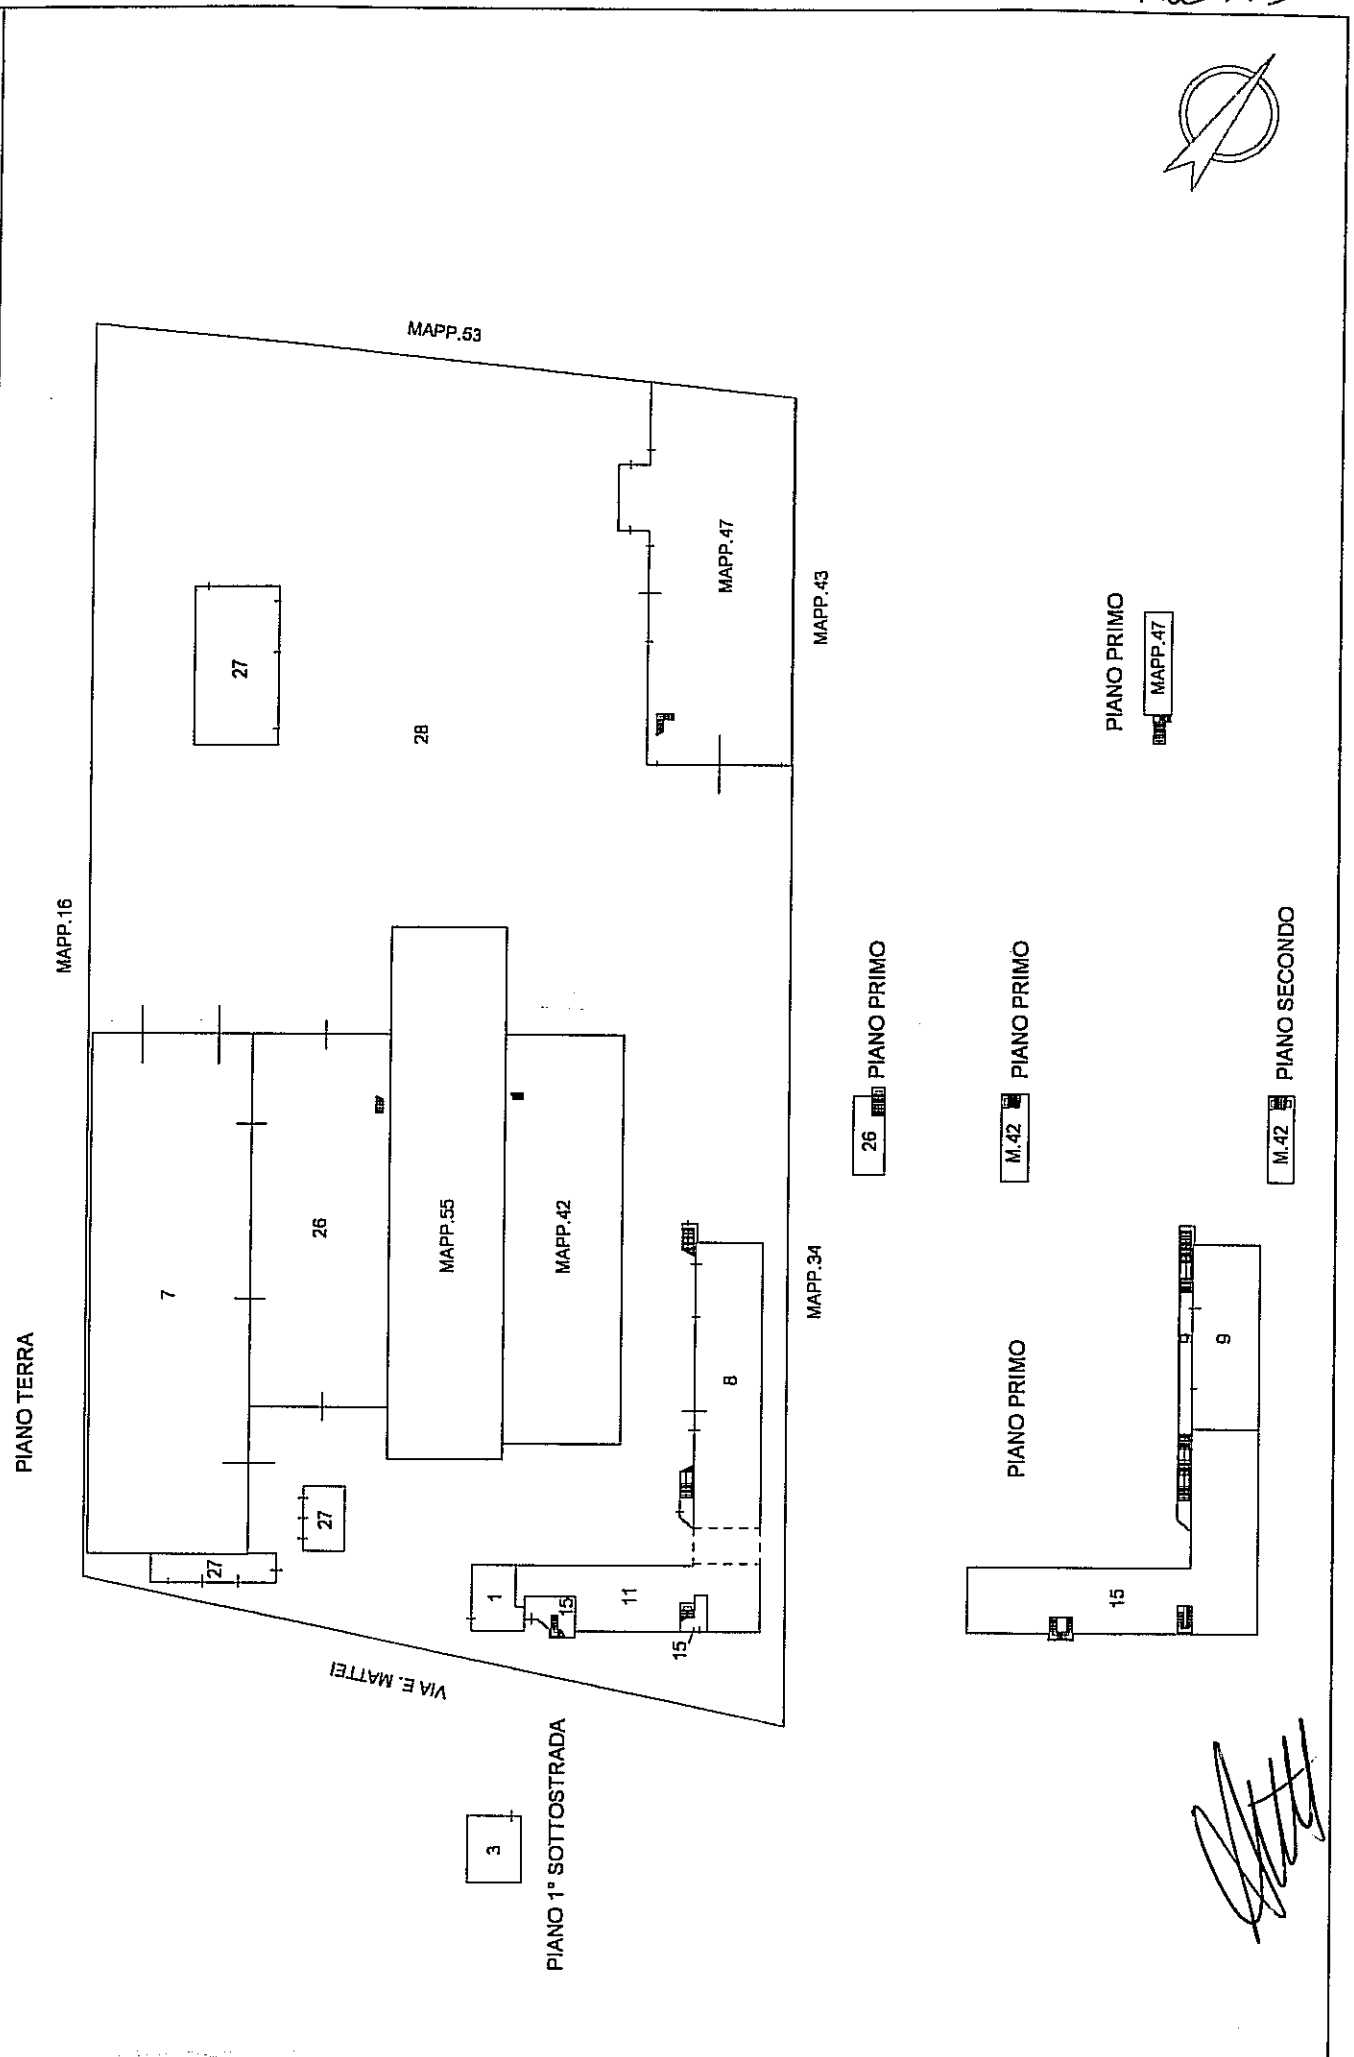 PIANO TERRA
MAPP.16
MAPP.53
7
26
27
27
27
28
MAPP.55
MAPP.42
MAPP.47
MAPP.43
MAPP.34
8
1
15
11
15
VIA E. MATTEI
3
PIANO 1° SOTTOSTRADA
26
PIANO PRIMO
M.42
PIANO PRIMO
M.42
PIANO SECONDO
PIANO PRIMO
MAPP.47
PIANO PRIMO
9
15